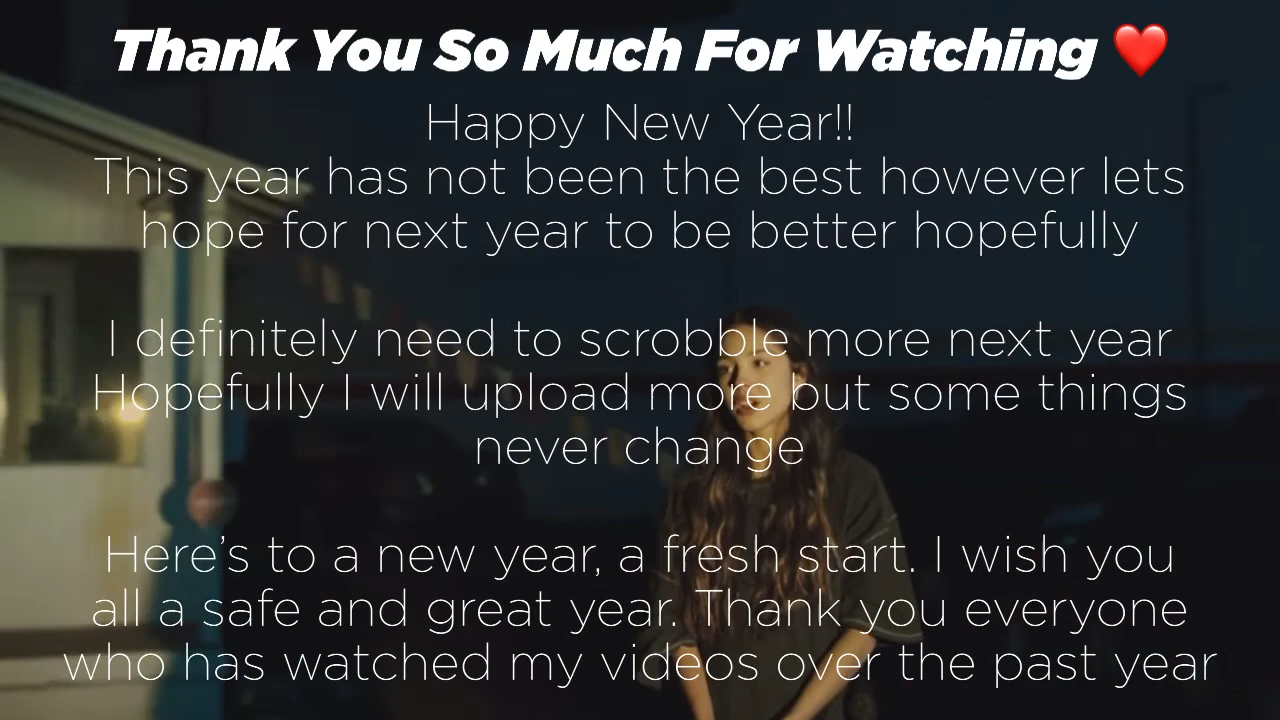 Thank You So Much For Watching ❤️
Happy New Year!!
This year has not been the best however lets
hope for next year to be better hopefully
I definitely need to scrobble more next year
Hopefully I will upload more but some things
never change
Here's to a new year, a fresh start. I wish you
all a safe and great year. Thank you everyone
who has watched my videos over the past year